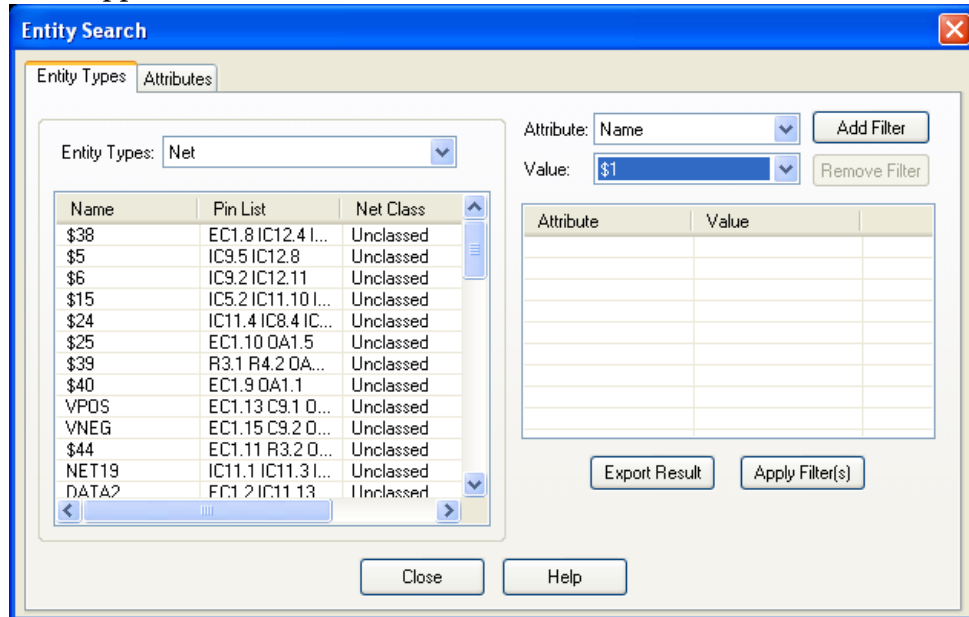 Entity Search
Entity Types Attributes
Entity Types: Net
Name Pin List Net Class
$38 EC1.8 IC12.4 I... Unclassed
$5 IC9.5 IC12.8 Unclassed
$6 IC9.2 IC12.11 Unclassed
$15 IC5.2 IC11.10 I... Unclassed
$24 IC11.4 IC8.4 IC... Unclassed
$25 EC1.10 OA1.5 Unclassed
$39 R3.1 R4.2 OA... Unclassed
$40 EC1.9 OA1.1 Unclassed
VPOS EC1.13 C9.1 O... Unclassed
VNEG EC1.15 C9.2 O... Unclassed
$44 EC1.11 R3.2 O... Unclassed
NET19 IC11.1 IC11.3 I... Unclassed
DATA2 EC1.2 IC11.13 Unclassed
Attribute: Name Add Filter
Value: $1 Remove Filter
Attribute Value
Export Result Apply Filter(s)
Close Help